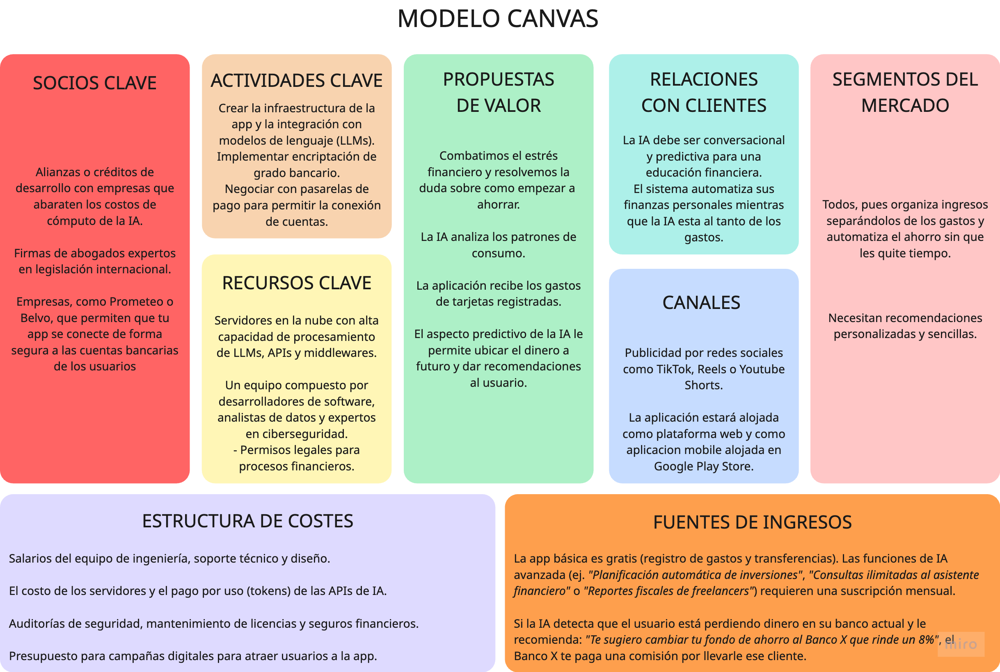 MODELO CANVAS
SOCIOS CLAVE
Alianzas o créditos de
desarrollo con empresas que
abaraten los costos de
cómputo de la IA.
Firmas de abogados expertos
en legislación internacional.
Empresas, como Prometeo o
Belvo, que permiten que tu
app se conecte de forma
segura a las cuentas bancarias
de los usuarios
ACTIVIDADES CLAVE
Crear la infraestructura de la
app y la integración con
modelos de lenguaje (LLMs).
Implementar encriptación de
grado bancario.
Negociar con pasarelas de
pago para permitir la conexión
de cuentas.
RECURSOS CLAVE
Servidores en la nube con alta
capacidad de procesamiento
de LLMs, APIs y middlewares.
Un equipo compuesto por
desarrolladores de software,
analistas de datos y expertos
en ciberseguridad.
- Permisos legales para
procesos financieros.
PROPUESTAS
DE VALOR
Combatimos el estrés
financiero y resolvemos la
duda sobre como empezar a
ahorrar.
La IA analiza los patrones de
consumo.
La aplicación recibe los gastos
de tarjetas registradas.
El aspecto predictivo de la IA le
permite ubicar el dinero a
futuro y dar recomendaciones
al usuario.
RELACIONES
CON CLIENTES
La IA debe ser conversacional
y predictiva para una
educación financiera.
El sistema automatiza sus
finanzas personales mientras
que la IA esta al tanto de los
gastos.
CANALES
Publicidad por redes sociales
como TikTok, Reels o Youtube
Shorts.
La aplicación estará alojada
como plataforma web y como
aplicacion mobile alojada en
Google Play Store.
SEGMENTOS DEL
MERCADO
Todos, pues organiza ingresos
separándolos de los gastos y
automatiza el ahorro sin que
les quite tiempo.
Necesitan recomendaciones
personalizadas y sencillas.
ESTRUCTURA DE COSTES
Salarios del equipo de ingeniería, soporte técnico y diseño.
El costo de los servidores y el pago por uso (tokens) de las APIs de IA.
Auditorías de seguridad, mantenimiento de licencias y seguros financieros.
Presupuesto para campañas digitales para atraer usuarios a la app.
FUENTES DE INGRESOS
La app básica es gratis (registro de gastos y transferencias). Las funciones de IA
avanzada (ej. "Planificación automática de inversiones", "Consultas ilimitadas al asistente
financiero" o "Reportes fiscales de freelancers") requieren una suscripción mensual.
Si la IA detecta que el usuario está perdiendo dinero en su banco actual y le
recomienda: "Te sugiero cambiar tu fondo de ahorro al Banco X que rinde un 8%", el
Banco X te paga una comisión por llevarle ese cliente.
miro